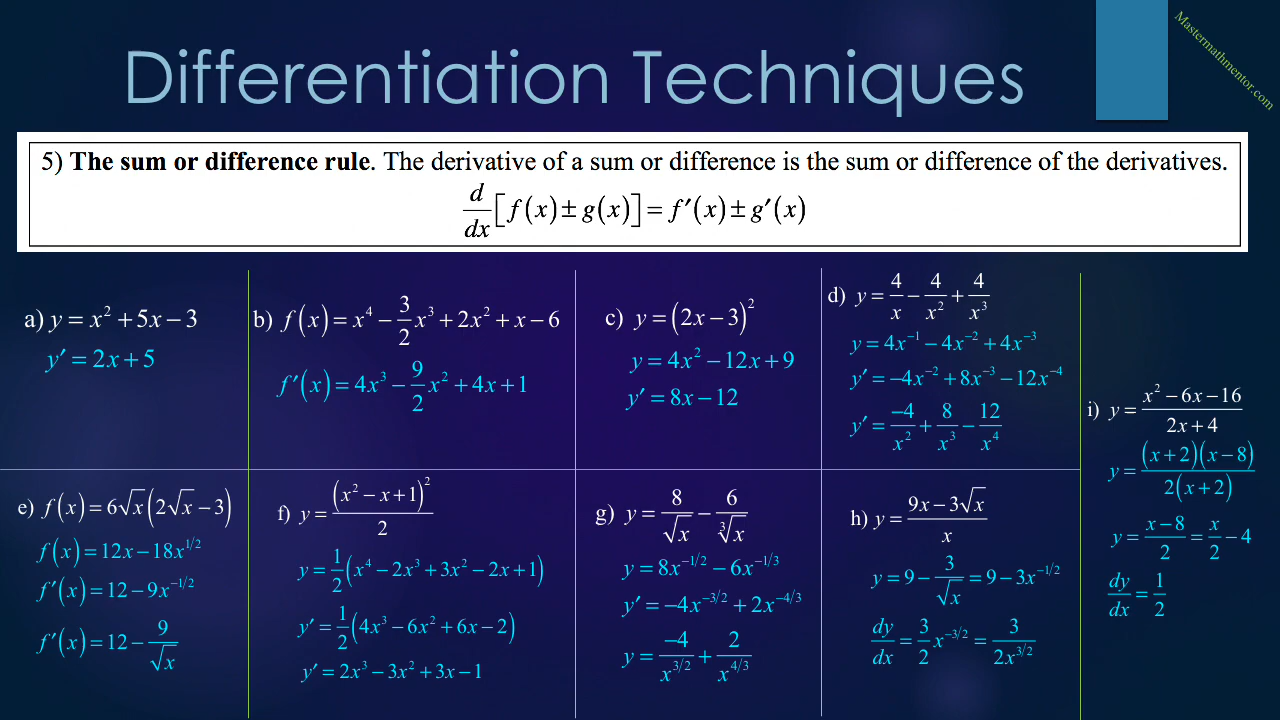 Differentiation Techniques
Mastermathmentor.com
5) The sum or difference rule. The derivative of a sum or difference is the sum or difference of the derivatives.
d/dx [f(x) ± g(x)] = f′(x) ± g′(x)
a) y = x² + 5x − 3
y′ = 2x + 5
b) f(x) = x⁴ − 3/2 x³ + 2x² + x − 6
f′(x) = 4x³ − 9/2 x² + 4x + 1
c) y = (2x − 3)²
y = 4x² − 12x + 9
y′ = 8x − 12
d) y = 4/x − 4/x² + 4/x³
y = 4x⁻¹ − 4x⁻² + 4x⁻³
y′ = −4x⁻² + 8x⁻³ − 12x⁻⁴
y′ = −4/x² + 8/x³ − 12/x⁴
e) f(x) = 6√x(2√x − 3)
f(x) = 12x − 18x^1/2
f′(x) = 12 − 9x^−1/2
f′(x) = 12 − 9/√x
f) y = (x² − x + 1)²/2
y = 1/2(x⁴ − 2x³ + 3x² − 2x + 1)
y′ = 1/2(4x³ − 6x² + 6x − 2)
y′ = 2x³ − 3x² + 3x − 1
g) y = 8/√x − 6/∛x
y = 8x^−1/2 − 6x^−1/3
y′ = −4x^−3/2 + 2x^−4/3
y = −4/x^3/2 + 2/x^4/3
h) y = (9x − 3√x)/x
y = 9 − 3/√x = 9 − 3x^−1/2
dy/dx = 3/2 x^−3/2 = 3/(2x^3/2)
i) y = (x² − 6x − 16)/(2x + 4)
y = (x + 2)(x − 8)/2(x + 2)
y = (x − 8)/2 = x/2 − 4
dy/dx = 1/2